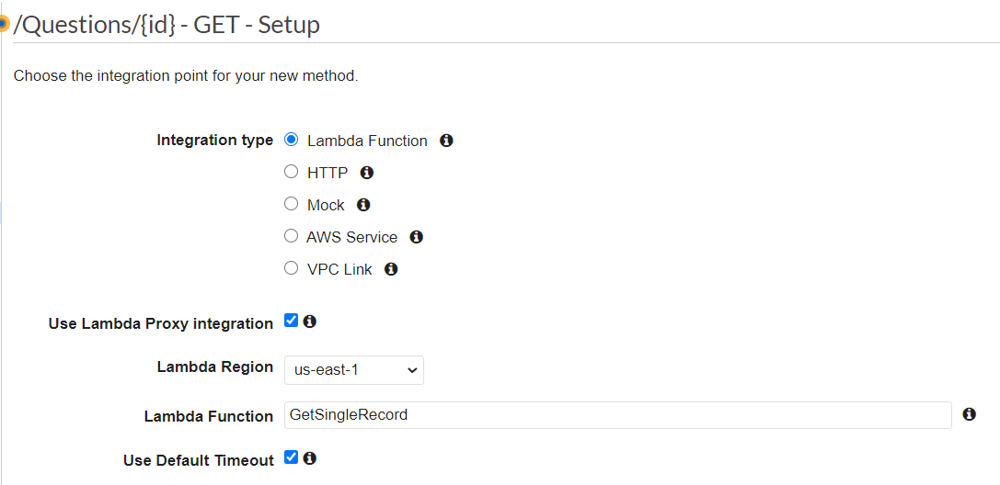 /Questions/{id} - GET - Setup
Choose the integration point for your new method.
Integration type Lambda Function
HTTP
Mock
AWS Service
VPC Link
Use Lambda Proxy integration
Lambda Region us-east-1
Lambda Function GetSingleRecord
Use Default Timeout